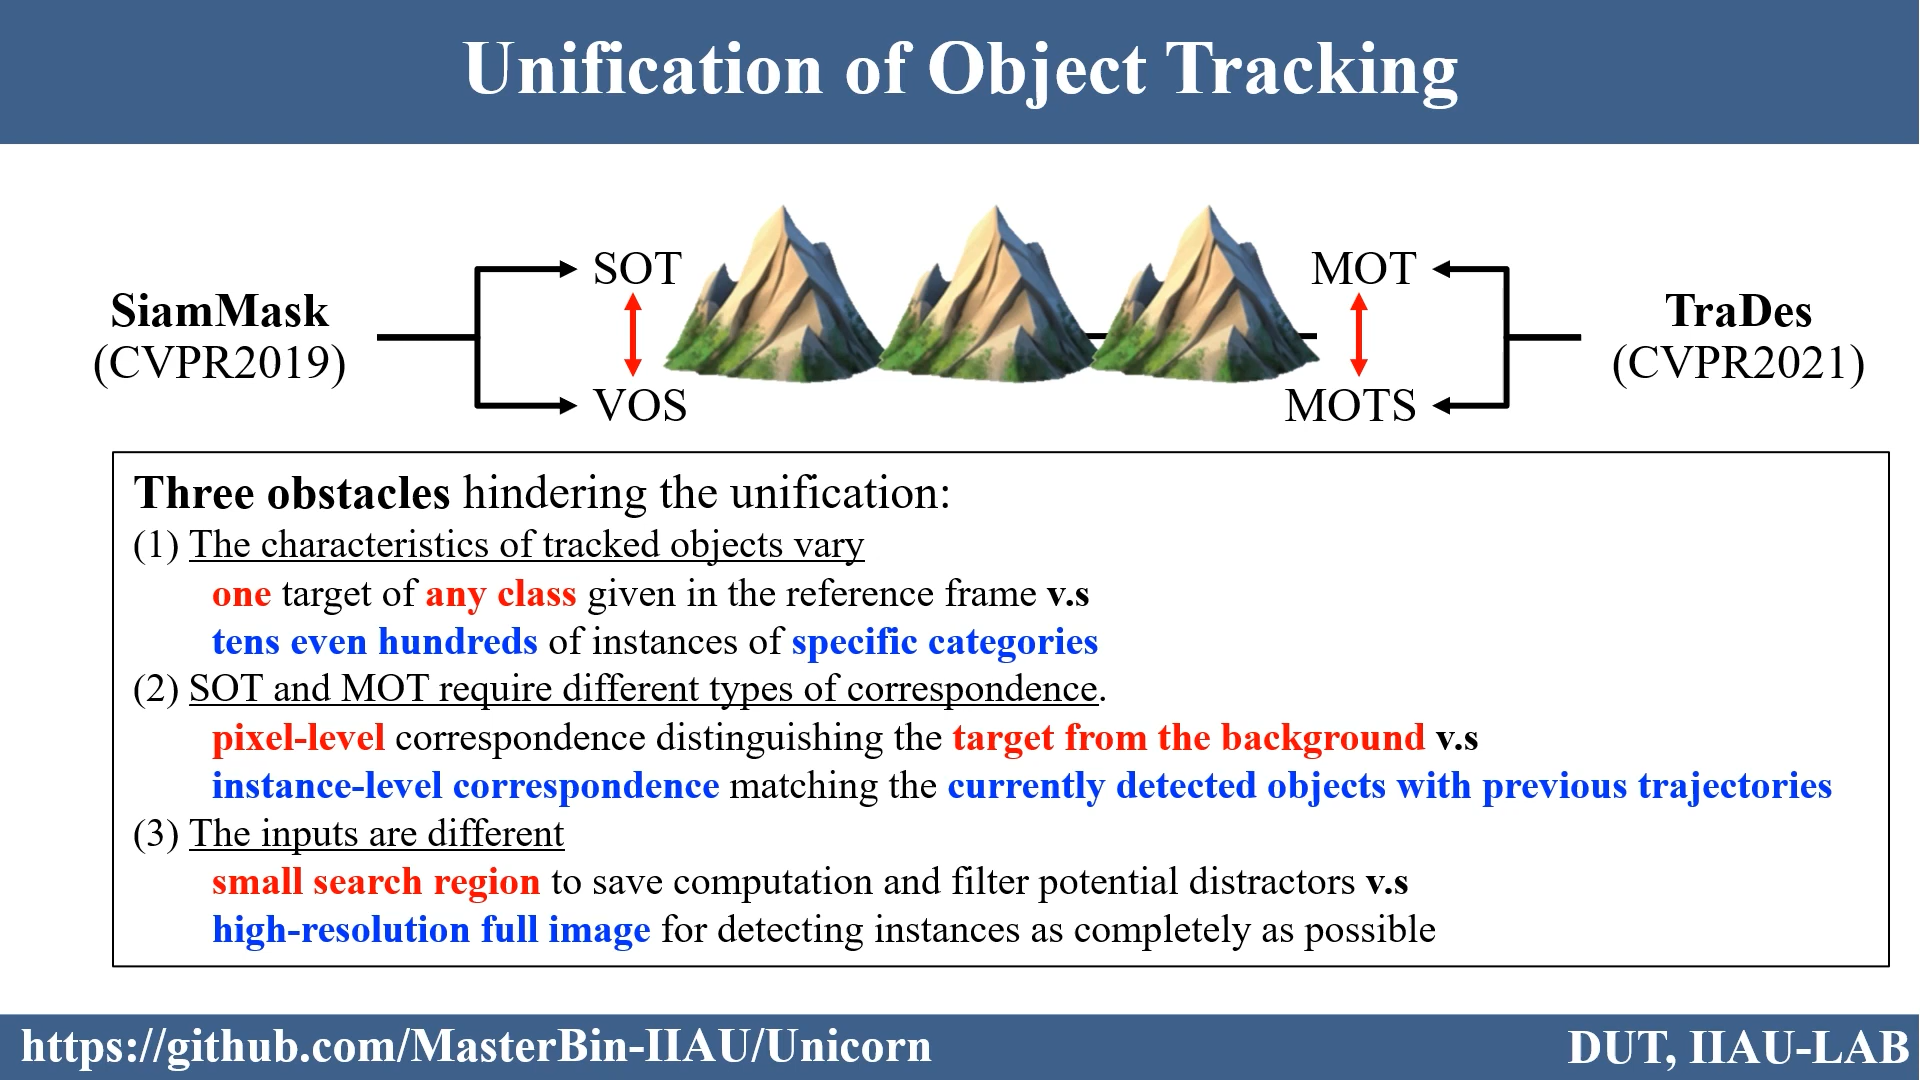 Unification of Object Tracking
SiamMask
(CVPR2019)
SOT
VOS
MOT
MOTS
TraDes
(CVPR2021)
Three obstacles hindering the unification:
(1) The characteristics of tracked objects vary
one target of any class given in the reference frame v.s
tens even hundreds of instances of specific categories
(2) SOT and MOT require different types of correspondence.
pixel-level correspondence distinguishing the target from the background v.s
instance-level correspondence matching the currently detected objects with previous trajectories
(3) The inputs are different
small search region to save computation and filter potential distractors v.s
high-resolution full image for detecting instances as completely as possible
https://github.com/MasterBin-IIAU/Unicorn
DUT, IIAU-LAB